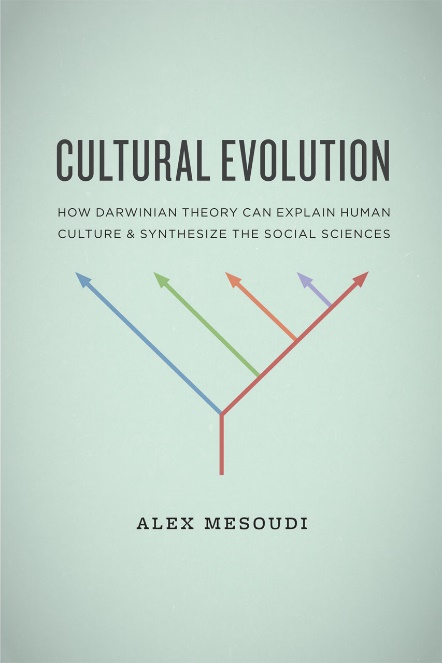 CULTURAL EVOLUTION
HOW DARWINIAN THEORY CAN EXPLAIN HUMAN
CULTURE & SYNTHESIZE THE SOCIAL SCIENCES
ALEX MESOUDI